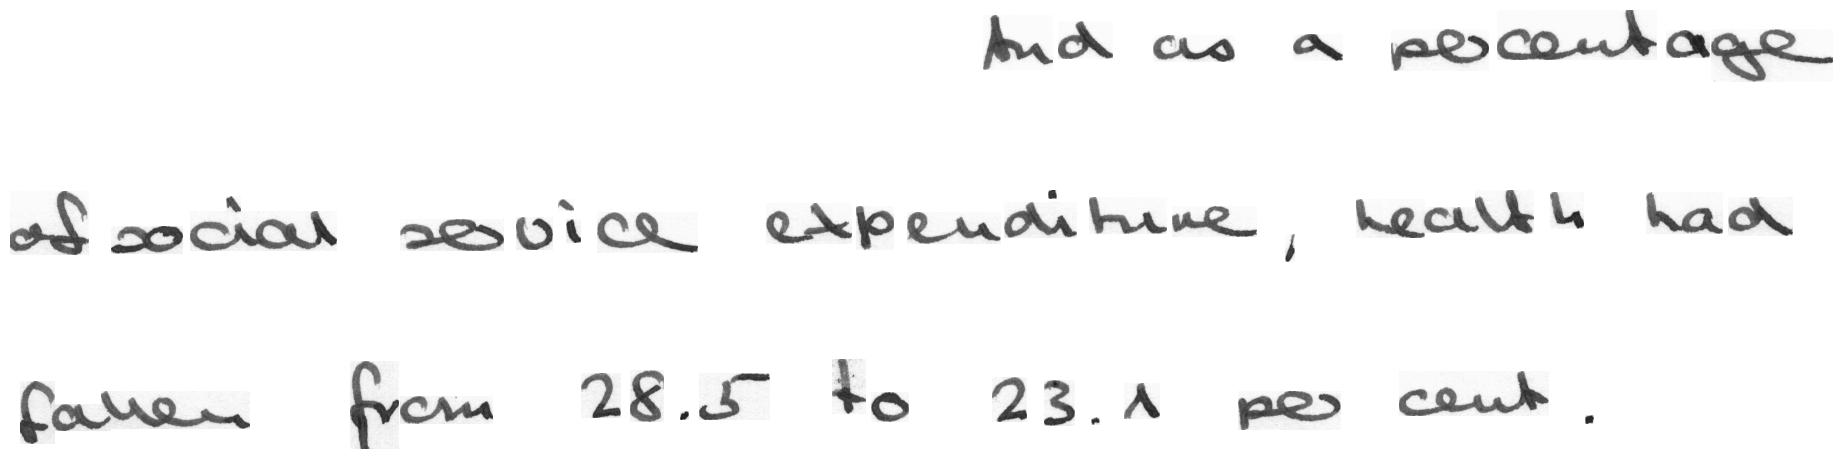 And as a percentage
of social service expenditure, health had
fallen from 28.5 to 23.1 per cent.